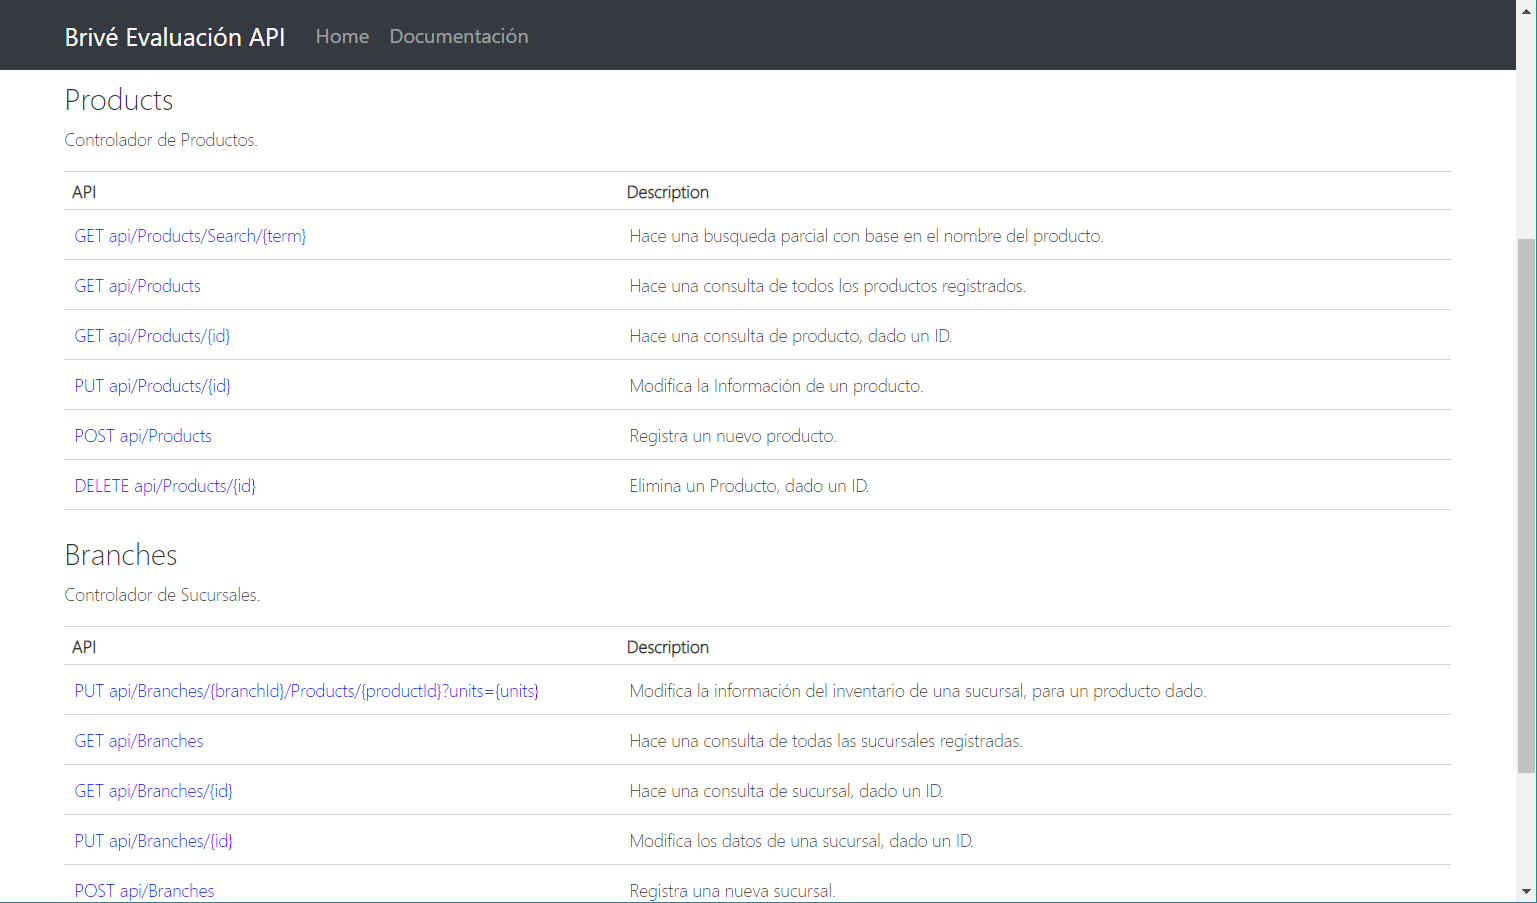 Brivé Evaluación API Home Documentación
Products
Controlador de Productos.
API Description
GET api/Products/Search/{term} Hace una busqueda parcial con base en el nombre del producto.
GET api/Products Hace una consulta de todos los productos registrados.
GET api/Products/{id} Hace una consulta de producto, dado un ID.
PUT api/Products/{id} Modifica la Información de un producto.
POST api/Products Registra un nuevo producto.
DELETE api/Products/{id} Elimina un Producto, dado un ID.
Branches
Controlador de Sucursales.
API Description
PUT api/Branches/{branchId}/Products/{productId}?units={units} Modifica la información del inventario de una sucursal, para un producto dado.
GET api/Branches Hace una consulta de todas las sucursales registradas.
GET api/Branches/{id} Hace una consulta de sucursal, dado un ID.
PUT api/Branches/{id} Modifica los datos de una sucursal, dado un ID.
POST api/Branches Registra una nueva sucursal.